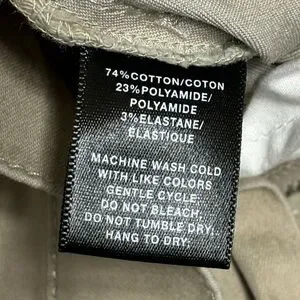 74%COTTON/COTON
23%POLYAMIDE/
POLYAMIDE
3%ELASTANE/
ÉLASTIQUE
MACHINE WASH COLD
WITH LIKE COLORS
GENTLE CYCLE.
DO NOT BLEACH.
DO NOT TUMBLE DRY.
HANG TO DRY.